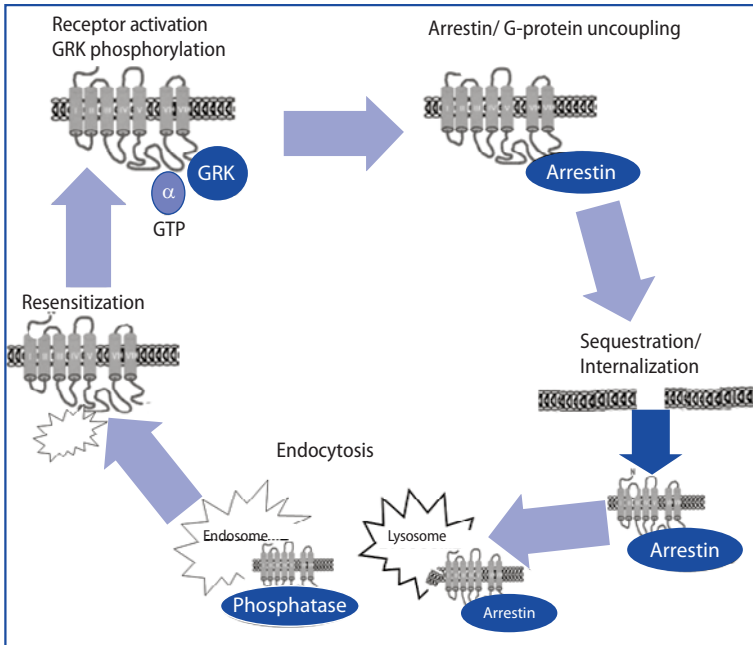 Receptor activation
GRK phosphorylation
Arrestin/ G-protein uncoupling
GRK
α
GTP
Arrestin
Resensitization
Sequestration/
Internalization
Endocytosis
Endosome
Lysosome
N
Arrestin
Phosphatase
Arrestin